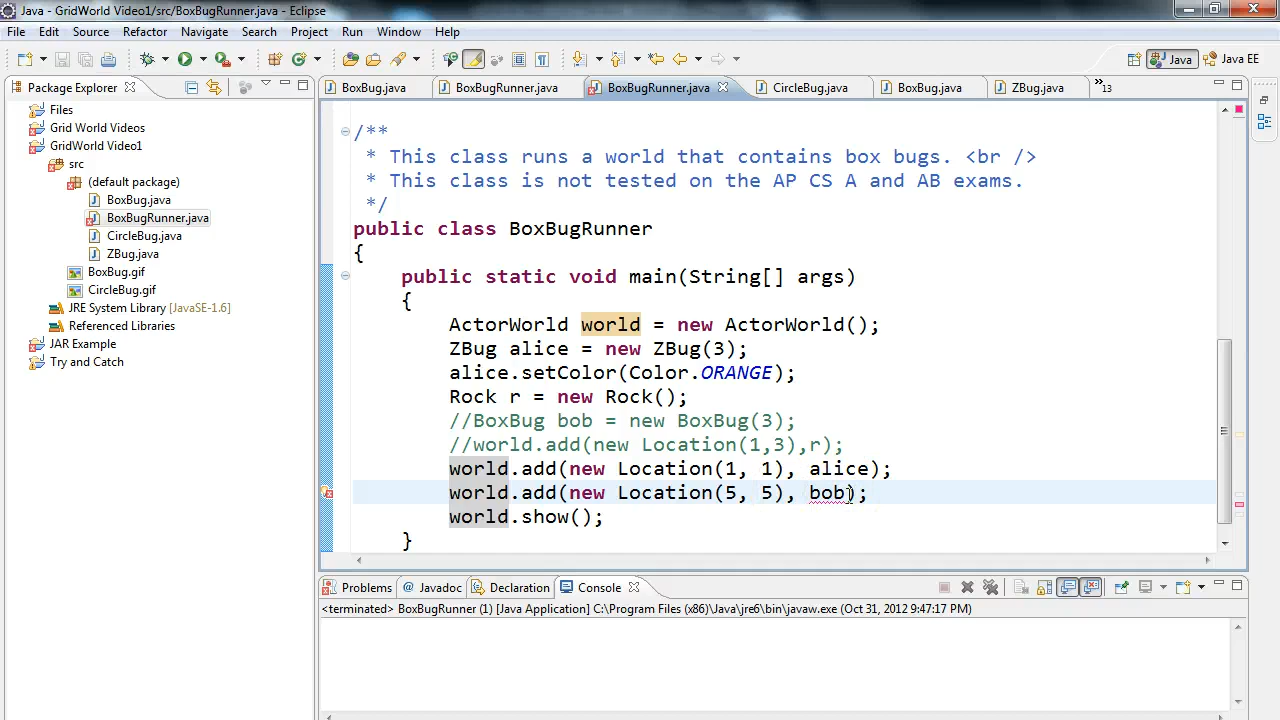 Java - GridWorld Video1/src/BoxBugRunner.java - Eclipse
File Edit Source Refactor Navigate Search Project Run Window Help
Java Java EE
Package Explorer
BoxBug.java BoxBugRunner.java BoxBugRunner.java CircleBug.java BoxBug.java ZBug.java »13
Files
Grid World Videos
GridWorld Video1
src
(default package)
BoxBug.java
BoxBugRunner.java
CircleBug.java
ZBug.java
BoxBug.gif
CircleBug.gif
JRE System Library [JavaSE-1.6]
Referenced Libraries
JAR Example
Try and Catch
/**
* This class runs a world that contains box bugs. <br />
* This class is not tested on the AP CS A and AB exams.
*/
public class BoxBugRunner
{
public static void main(String[] args)
{
ActorWorld world = new ActorWorld();
ZBug alice = new ZBug(3);
alice.setColor(Color.ORANGE);
Rock r = new Rock();
//BoxBug bob = new BoxBug(3);
//world.add(new Location(1,3),r);
world.add(new Location(1, 1), alice);
world.add(new Location(5, 5), bob);
world.show();
}
Problems @ Javadoc Declaration Console
<terminated> BoxBugRunner (1) [Java Application] C:\Program Files (x86)\Java\jre6\bin\javaw.exe (Oct 31, 2012 9:47:17 PM)